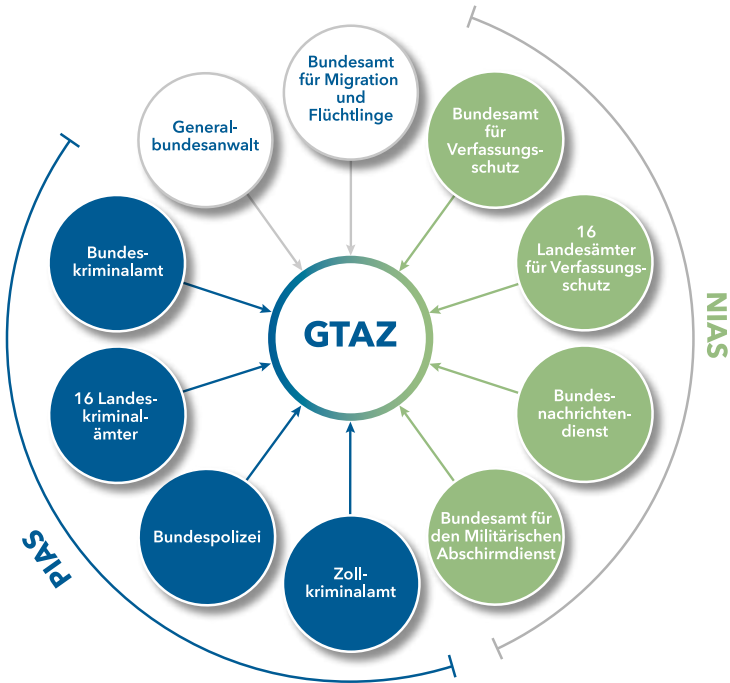 Bundesamt
für Migration
und
Flüchtlinge
Bundesamt
für
Verfassungs-
schutz
16
Landesämter
für Verfassungs-
schutz
Bundes-
nachrichten-
dienst
Bundesamt für
den Militärischen
Abschirmdienst
Zoll-
kriminalamt
Bundespolizei
16 Landes-
kriminal-
ämter
Bundes-
kriminalamt
General-
bundesanwalt
GTAZ
NIAS
PIAS